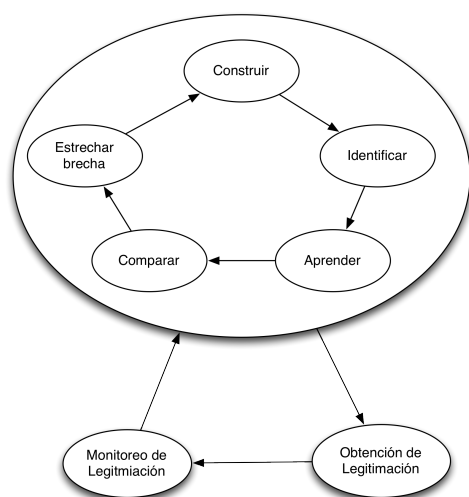 Construir
Estrechar
brecha
Identificar
Comparar
Aprender
Monitoreo de
Legitmiación
Obtención de
Legitimación